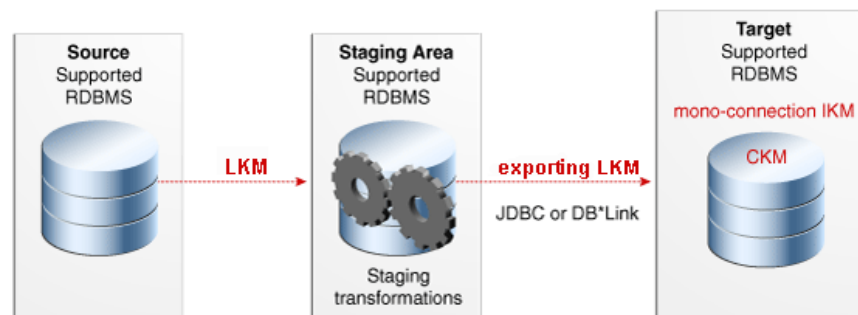 Source
Supported
RDBMS
LKM
Staging Area
Supported
RDBMS
Staging
transformations
exporting LKM
JDBC or DB*Link
Target
Supported
RDBMS
mono-connection IKM
CKM